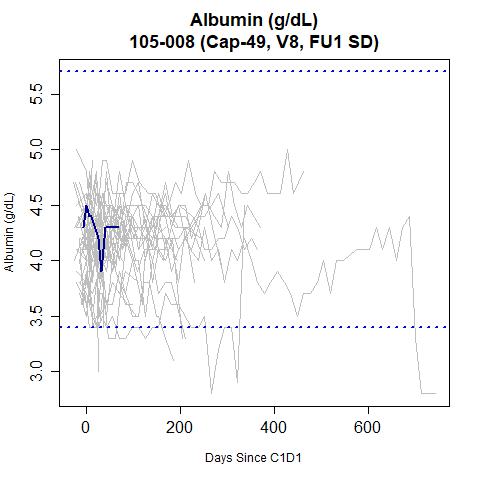 Albumin (g/dL)
105-008 (Cap-49, V8, FU1 SD)
Albumin (g/dL)
5.5
5.0
4.5
4.0
3.5
3.0
0 200 400 600
Days Since C1D1